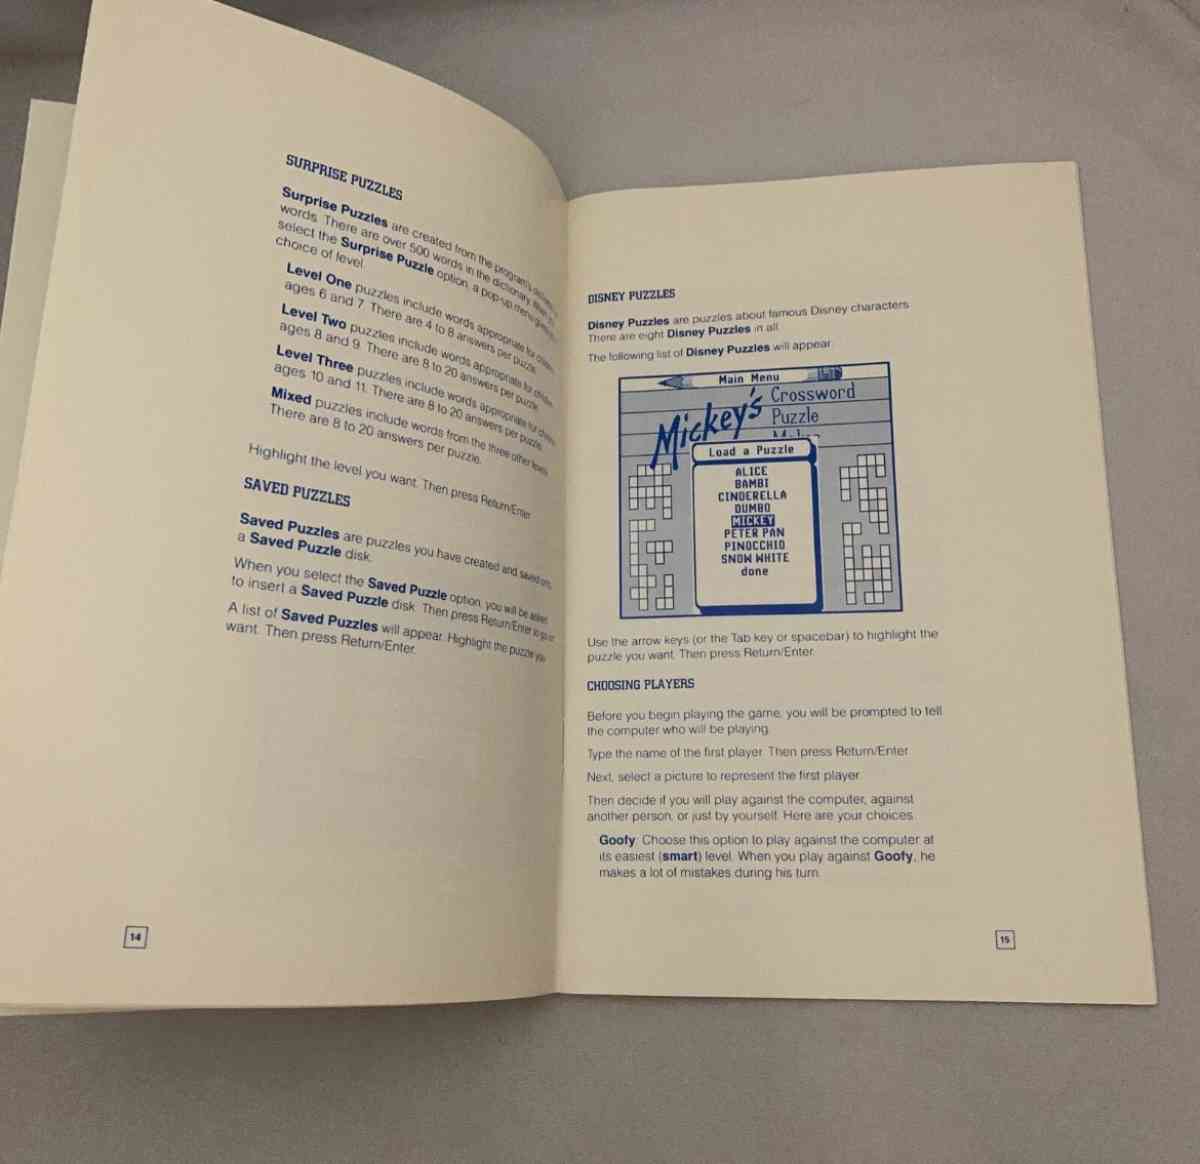 SURPRISE PUZZLES
Surprise Puzzles are created from the program's
words. There are over 500 words in the dictionary. When you
select the Surprise Puzzle option, a pop-up menu
choice of level.
Level One puzzles include words appropriate for children
ages 6 and 7. There are 4 to 8 answers per puzzle.
Level Two puzzles include words appropriate for children
ages 8 and 9. There are 8 to 20 answers per puzzle.
Level Three puzzles include words appropriate for children
ages 10 and 11. There are 8 to 20 answers per puzzle.
Mixed puzzles include words from the three other levels.
There are 8 to 20 answers per puzzle.
Highlight the level you want. Then press Return/Enter.
SAVED PUZZLES
Saved Puzzles are puzzles you have created and saved onto
a Saved Puzzle disk.
When you select the Saved Puzzle option, you will be asked
to insert a Saved Puzzle disk. Then press Return/Enter to go on.
A list of Saved Puzzles will appear. Highlight the puzzle you
want. Then press Return/Enter.
14
DISNEY PUZZLES
Disney Puzzles are puzzles about famous Disney characters.
There are eight Disney Puzzles in all.
The following list of Disney Puzzles will appear:
Main Menu
Mickey's Crossword
Puzzle
Load a Puzzle
ALICE
BAMBI
CINDERELLA
DUMBO
MICKEY
PETER PAN
PINOCCHIO
SNOW WHITE
done
Use the arrow keys (or the Tab key or spacebar) to highlight the
puzzle you want. Then press Return/Enter.
CHOOSING PLAYERS
Before you begin playing the game, you will be prompted to tell
the computer who will be playing.
Type the name of the first player. Then press Return/Enter.
Next, select a picture to represent the first player.
Then decide if you will play against the computer, against
another person, or just by yourself. Here are your choices.
Goofy: Choose this option to play against the computer at
its easiest (smart) level. When you play against Goofy, he
makes a lot of mistakes during his turn.
15